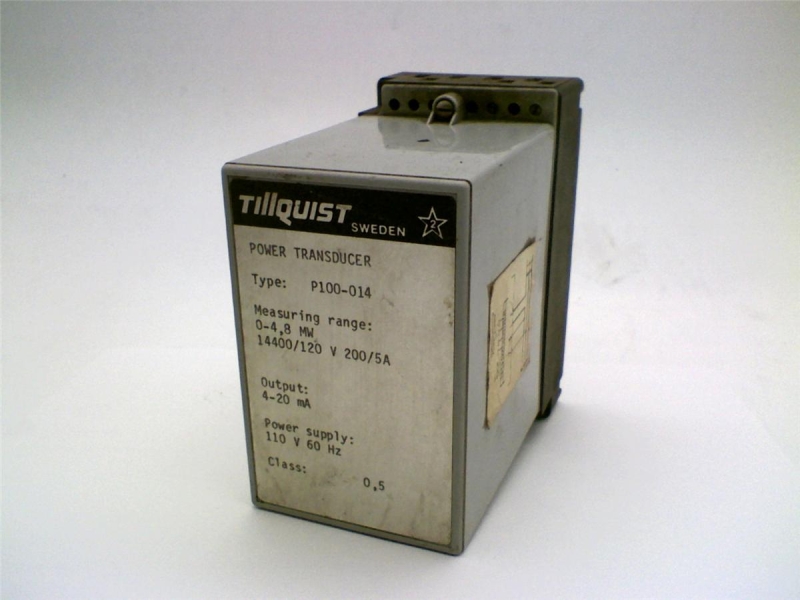 TillQUIST
SWEDEN 2
POWER TRANSDUCER
Type: P100-014
Measuring range:
0-4,8 MW
14400/120 V 200/5A
Output:
4-20 mA
Power supply:
110 V 60 Hz
Class: 0,5